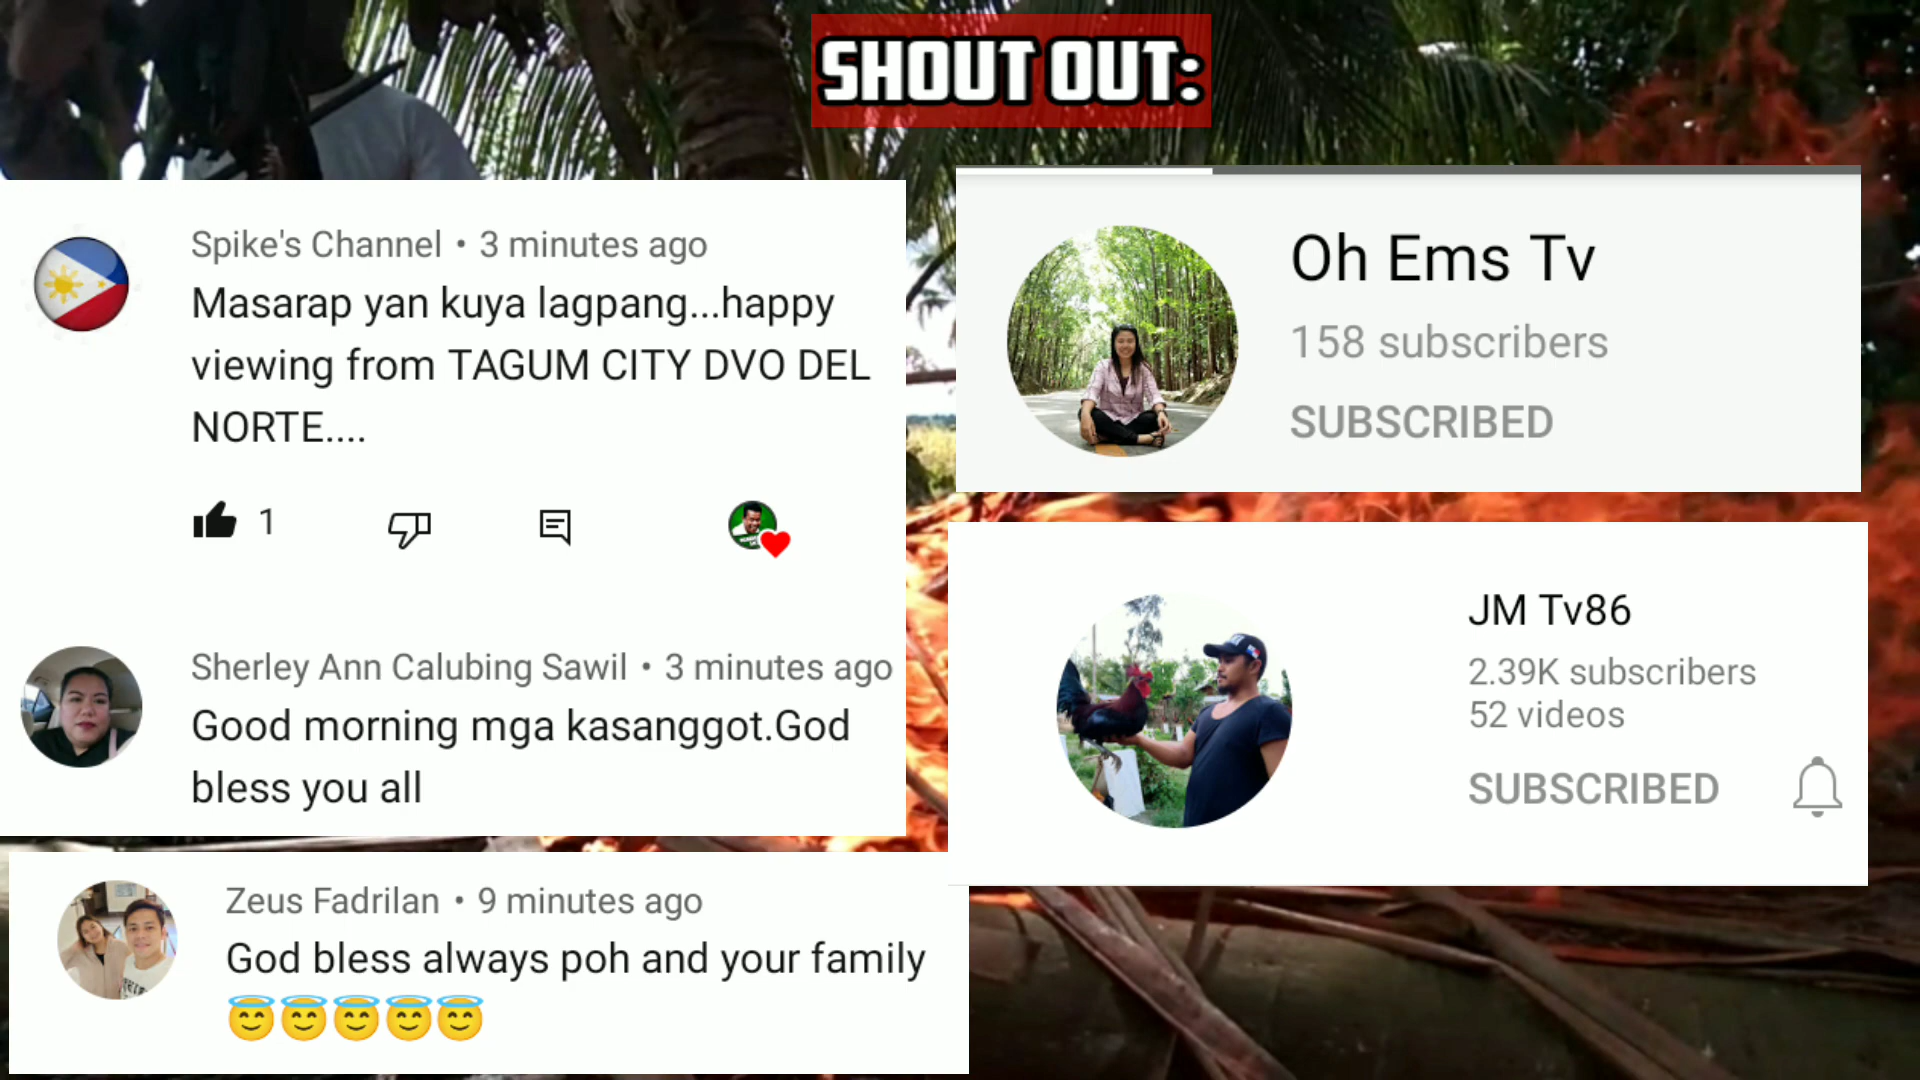 SHOUT OUT:
Spike's Channel • 3 minutes ago
Masarap yan kuya lagpang...happy
viewing from TAGUM CITY DVO DEL
NORTE....
1
Sherley Ann Calubing Sawil • 3 minutes ago
Good morning mga kasanggot.God
bless you all
Zeus Fadrilan • 9 minutes ago
God bless always poh and your family
😇😇😇😇😇
Oh Ems Tv
158 subscribers
SUBSCRIBED
JM Tv86
2.39K subscribers
52 videos
SUBSCRIBED